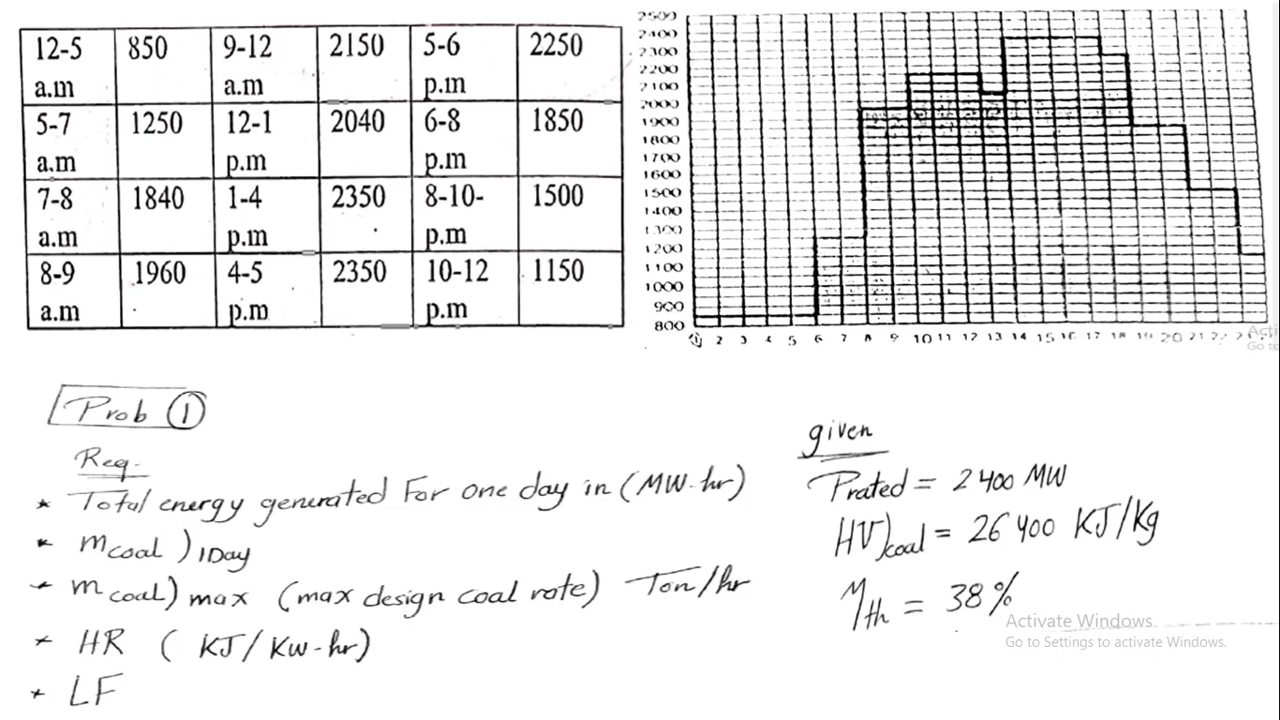 12-5 a.m 850 9-12 a.m 2150 5-6 p.m 2250
5-7 a.m 1250 12-1 p.m 2040 6-8 p.m 1850
7-8 a.m 1840 1-4 p.m 2350 8-10- p.m 1500
8-9 a.m 1960 4-5 p.m 2350 10-12 p.m 1150
2500
2400
2300
2200
2100
2000
1900
1800
1700
1600
1500
1400
1300
1200
1100
1000
900
800
2 3 4 5 6 7 8 9 10 11 12 13 14 15 16 17 18 19 20 21 22
Prob 1
Req.
* Total energy generated For one day in (MW-hr)
* mcoal )1Day
* mcoal) max (max design coal rate) Ton/hr
* HR ( KJ/KW-hr)
* LF
given
Prated = 2400 MW
HV)coal = 26400 KJ/Kg
ηth = 38%
Activate Windows.
Go to Settings to activate Windows.